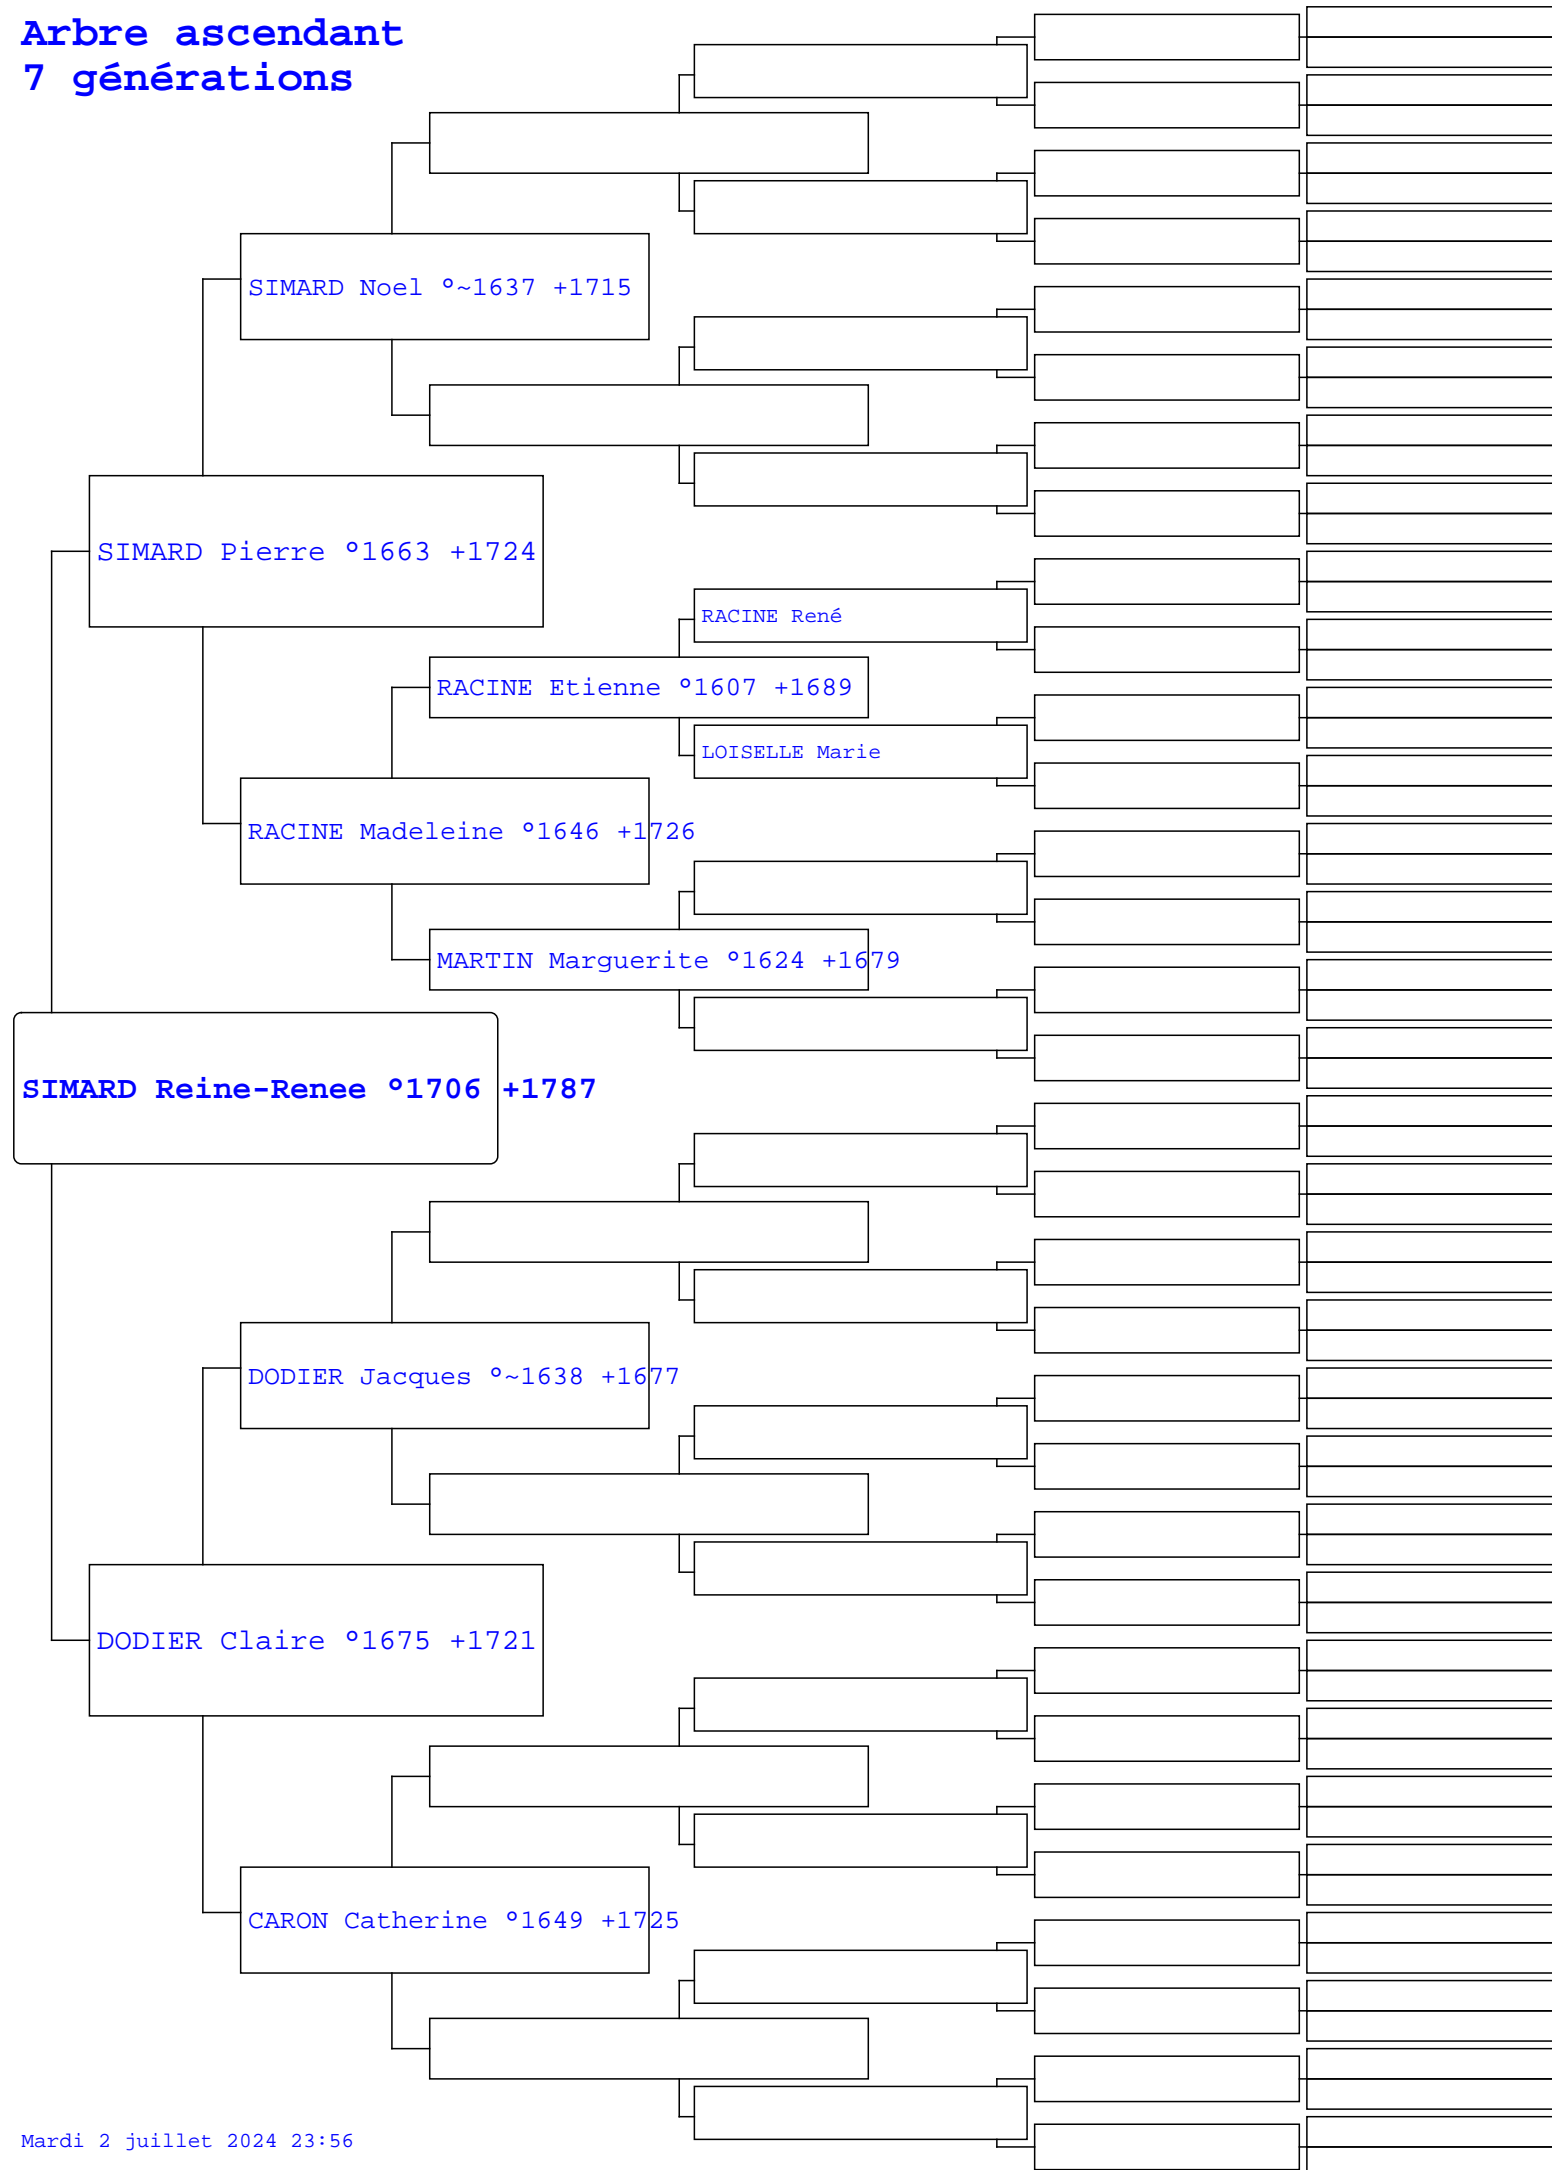 Arbre ascendant
7 générations
SIMARD Noel °~1637 +1715
SIMARD Pierre °1663 +1724
RACINE René
RACINE Etienne °1607 +1689
LOISELLE Marie
RACINE Madeleine °1646 +1726
MARTIN Marguerite °1624 +1679
SIMARD Reine-Renee °1706 +1787
DODIER Jacques °~1638 +1677
DODIER Claire °1675 +1721
CARON Catherine °1649 +1725
Mardi 2 juillet 2024 23:56